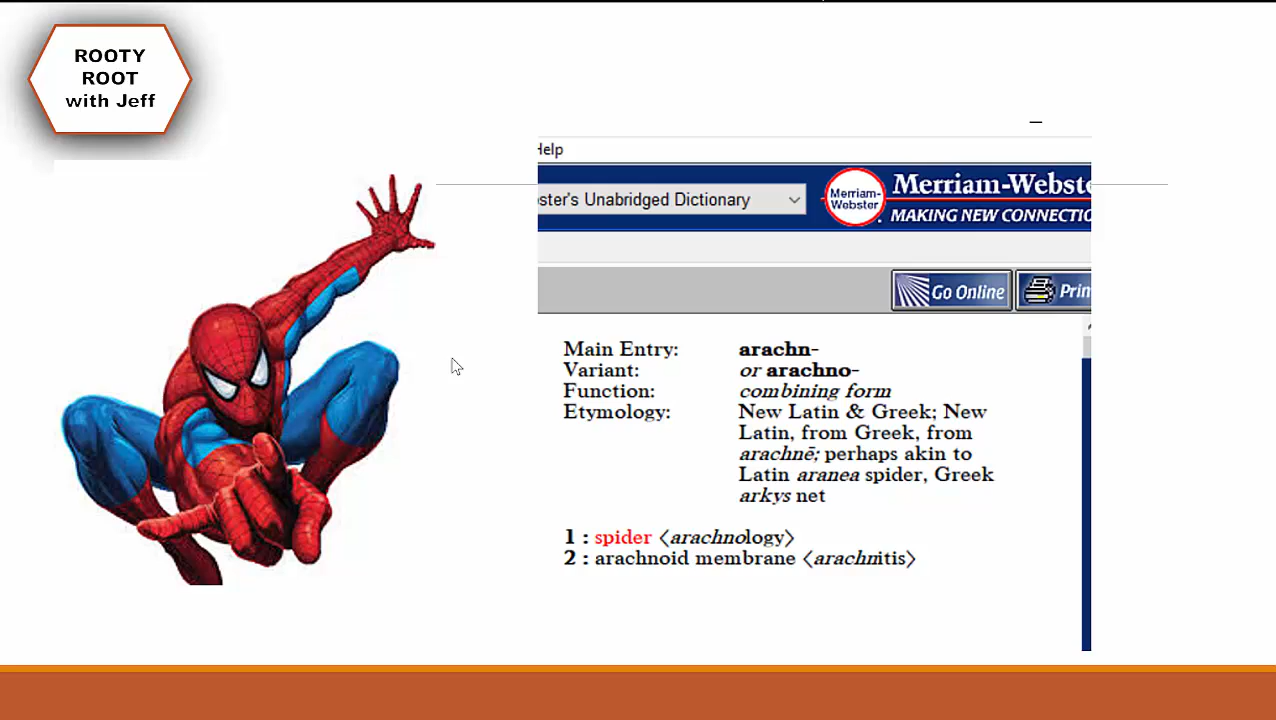 ROOTY
ROOT
with Jeff
Help
ster's Unabridged Dictionary
Merriam-
Webster
Merriam-Webste
MAKING NEW CONNECTIO
Go Online
Prin
Main Entry: arachn-
Variant: or arachno-
Function: combining form
Etymology: New Latin & Greek; New
Latin, from Greek, from
arachnē; perhaps akin to
Latin aranea spider, Greek
arkys net
1 : spider 〈arachnology〉
2 : arachnoid membrane 〈arachnitis〉